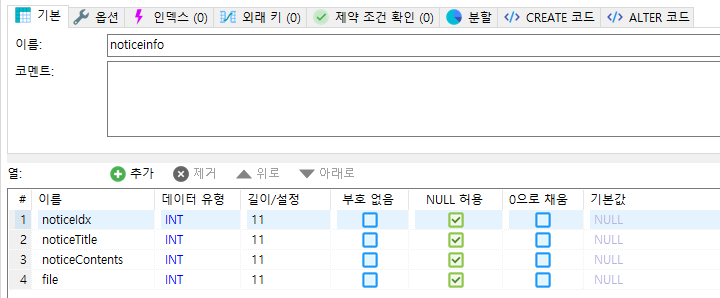 기본 옵션 인덱스 (0) 외래 키 (0) 제약 조건 확인 (0) 분할 </> CREATE 코드 </> ALTER 코드
이름: noticeinfo
코멘트:
열: 추가 제거 위로 아래로
# 이름 데이터 유형 길이/설정 부호 없음 NULL 허용 0으로 채움 기본값
1 noticeIdx INT 11 NULL
2 noticeTitle INT 11 NULL
3 noticeContents INT 11 NULL
4 file INT 11 NULL